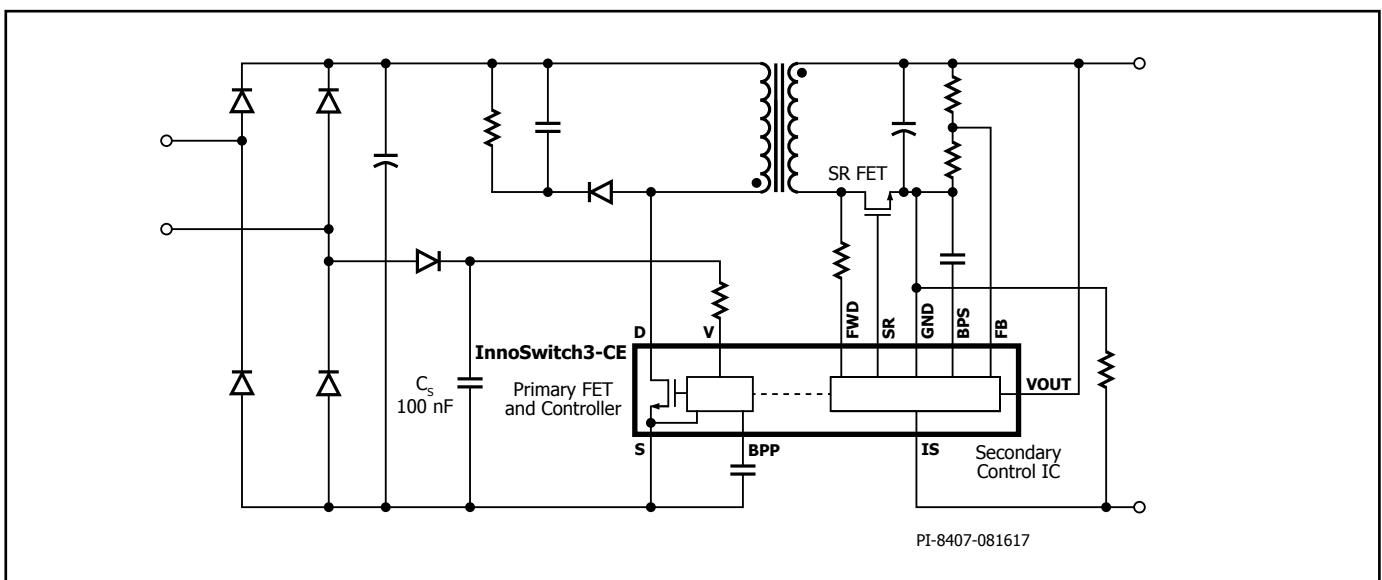 SR FET
FWD
SR
GND
BPS
FB
D
V
InnoSwitch3-CE
VOUT
C_S
100 nF
Primary FET
and Controller
S
BPP
IS
Secondary
Control IC
PI-8407-081617